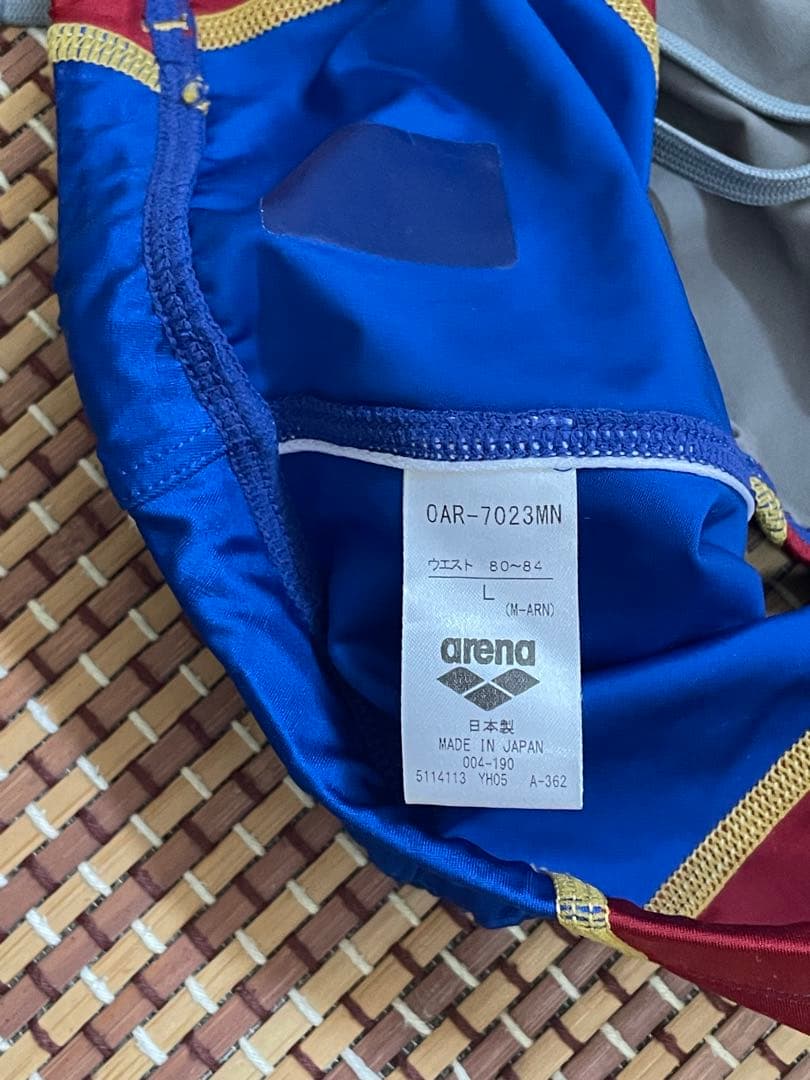 OAR-7023MN
ウエスト 80~84
L
(M-ARN)
arena
日本製
MADE IN JAPAN
004-190
5114113 YH05 A-362